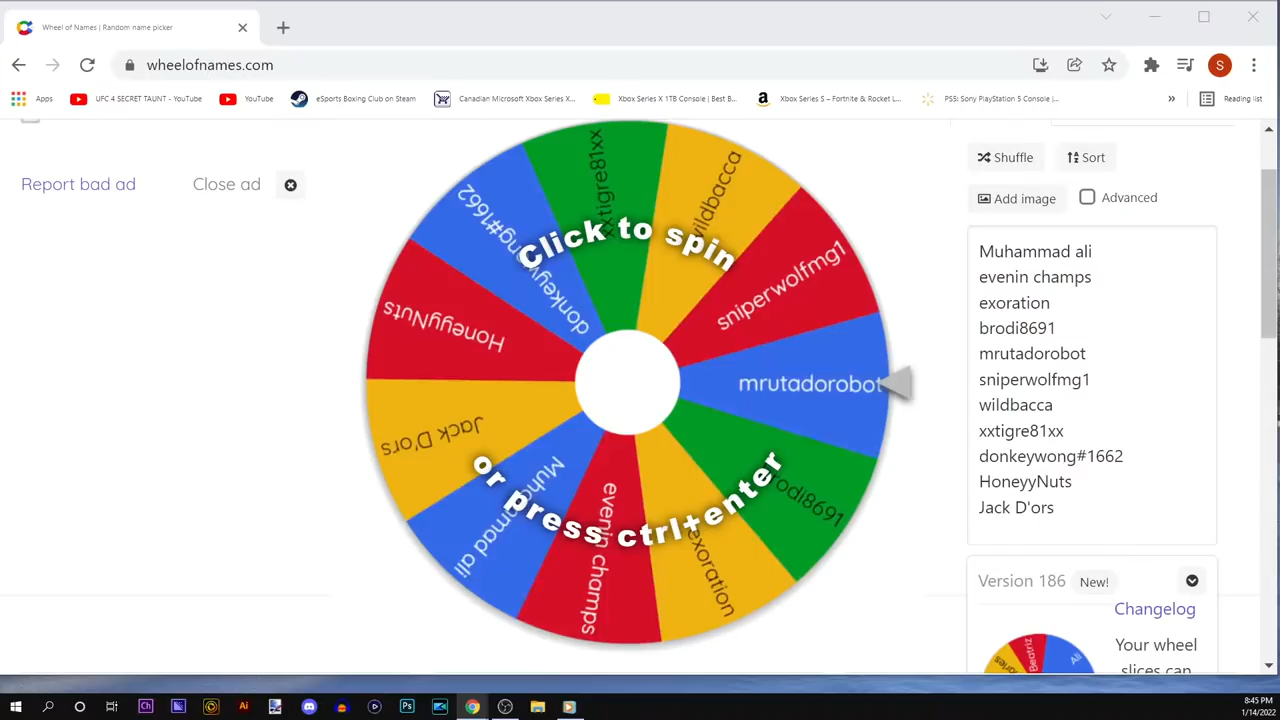 Wheel of Names | Random name picker
wheelofnames.com
S
Apps
UFC 4 SECRET TAUNT - YouTube
YouTube
eSports Boxing Club on Steam
Canadian Microsoft Xbox Series X...
Xbox Series X 1TB Console | Best B...
Xbox Series S – Fortnite & Rocket L...
PS5: Sony PlayStation 5 Console |...
»
Reading list
Report bad ad
Close ad
xxtigre81xx
wildbacca
sniperwolfmg1
mrutadorobot
brodi8691
exoration
evenin champs
Muhammad ali
Jack D'ors
HoneyyNuts
donkeywong#1662
Click to spin
or press ctrl+enter
Shuffle
Sort
Add image
Advanced
Muhammad ali
evenin champs
exoration
brodi8691
mrutadorobot
sniperwolfmg1
wildbacca
xxtigre81xx
donkeywong#1662
HoneyyNuts
Jack D'ors
Version 186
New!
Changelog
Your wheel
slices can
Beatriz
Ali
Ch
Ai
Ps
8:45 PM
1/14/2022